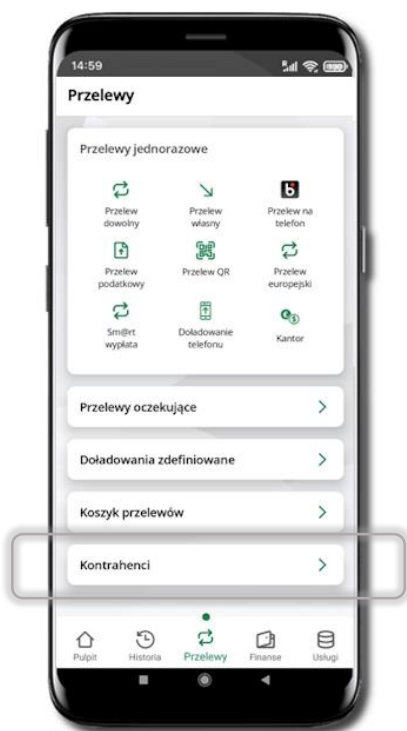 14:59
Przelewy
Przelewy jednorazowe
Przelew
dowolny
Przelew
własny
Przelew na
telefon
Przelew
podatkowy
Przelew QR
Przelew
europejski
Sm@rt
wypłata
Doładowanie
telefonu
Kantor
Przelewy oczekujące
Doładowania zdefiniowane
Koszyk przelewów
Kontrahenci
Pulpit
Historia
Przelewy
Finanse
Usługi